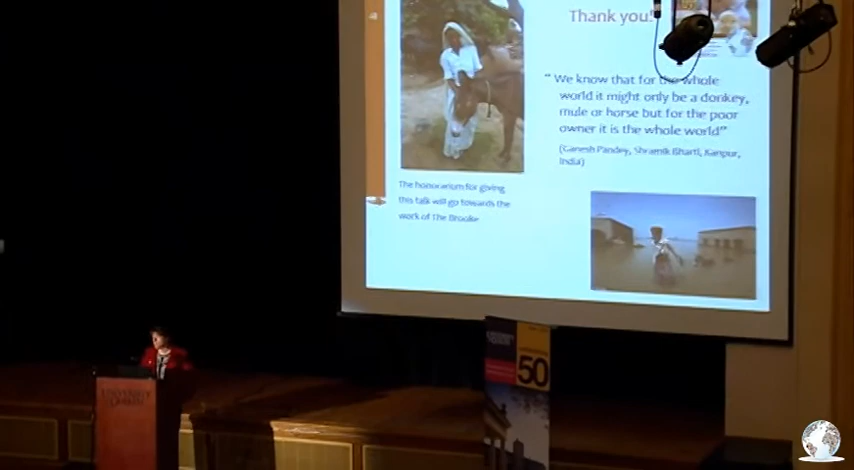 Thank you!
“ We know that for the whole
world it might only be a donkey,
mule or horse but for the poor
owner it is the whole world”
(Ganesh Pandey, Shramik Bharti, Kanpur,
India)
The honorarium for giving
this talk will go towards the
work of The Brooke
UNIVERSITY
50